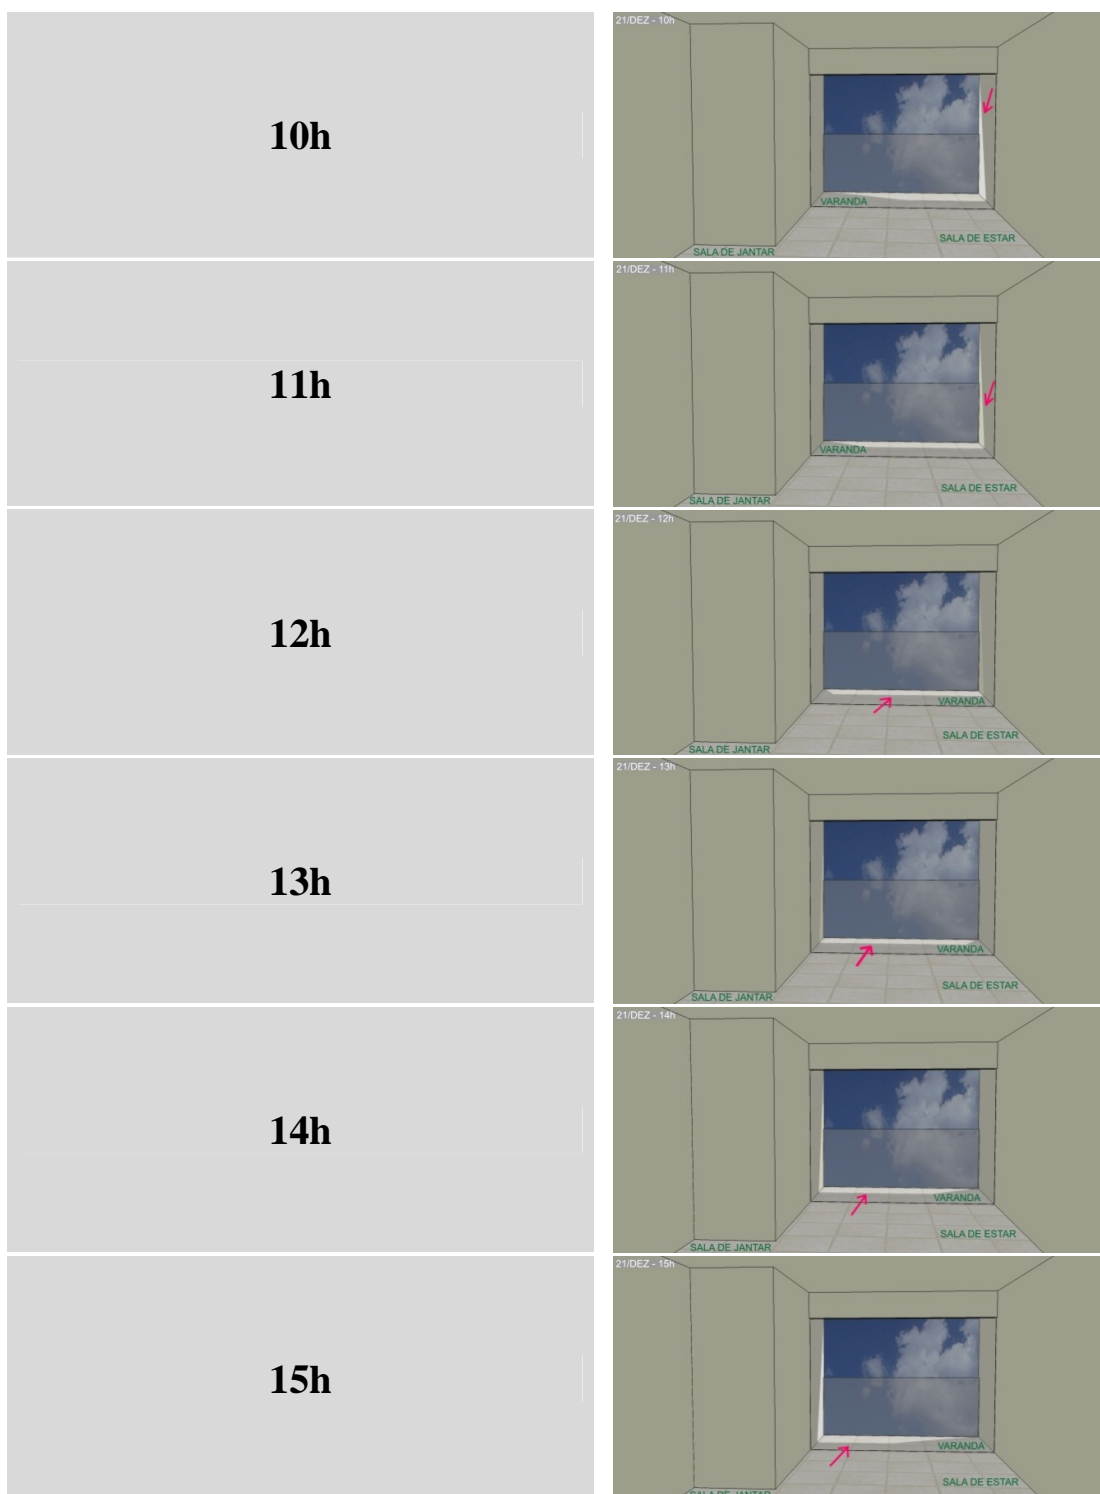 10h
21/DEZ - 10h
VARANDA
SALA DE ESTAR
SALA DE JANTAR
11h
21/DEZ - 11h
VARANDA
SALA DE ESTAR
SALA DE JANTAR
12h
21/DEZ - 12h
VARANDA
SALA DE ESTAR
SALA DE JANTAR
13h
21/DEZ - 13h
VARANDA
SALA DE ESTAR
SALA DE JANTAR
14h
21/DEZ - 14h
VARANDA
SALA DE ESTAR
SALA DE JANTAR
15h
21/DEZ - 15h
VARANDA
SALA DE ESTAR
SALA DE JANTAR